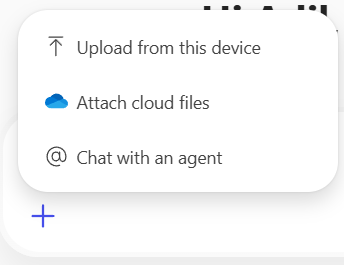 Upload from this device
Attach cloud files
Chat with an agent